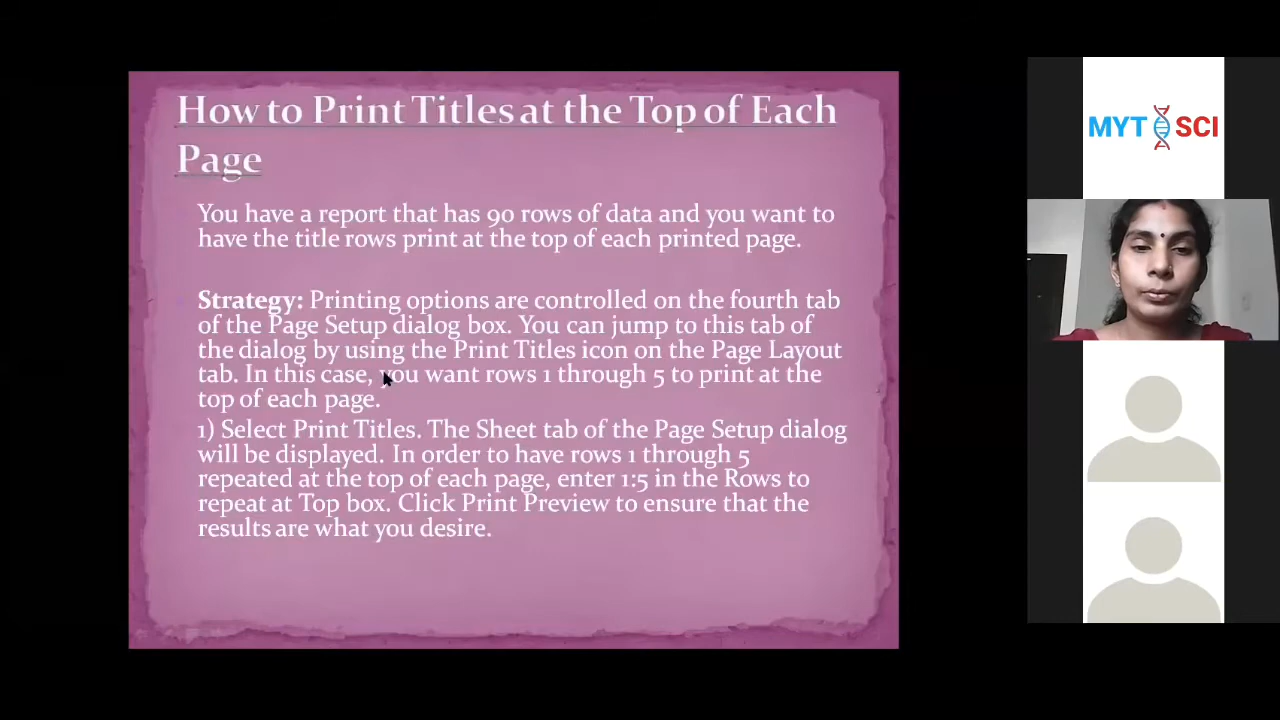 How to Print Titles at the Top of Each
Page
You have a report that has 90 rows of data and you want to
have the title rows print at the top of each printed page.
Strategy: Printing options are controlled on the fourth tab
of the Page Setup dialog box. You can jump to this tab of
the dialog by using the Print Titles icon on the Page Layout
tab. In this case, you want rows 1 through 5 to print at the
top of each page.
1) Select Print Titles. The Sheet tab of the Page Setup dialog
will be displayed. In order to have rows 1 through 5
repeated at the top of each page, enter 1:5 in the Rows to
repeat at Top box. Click Print Preview to ensure that the
results are what you desire.
MYT SCI